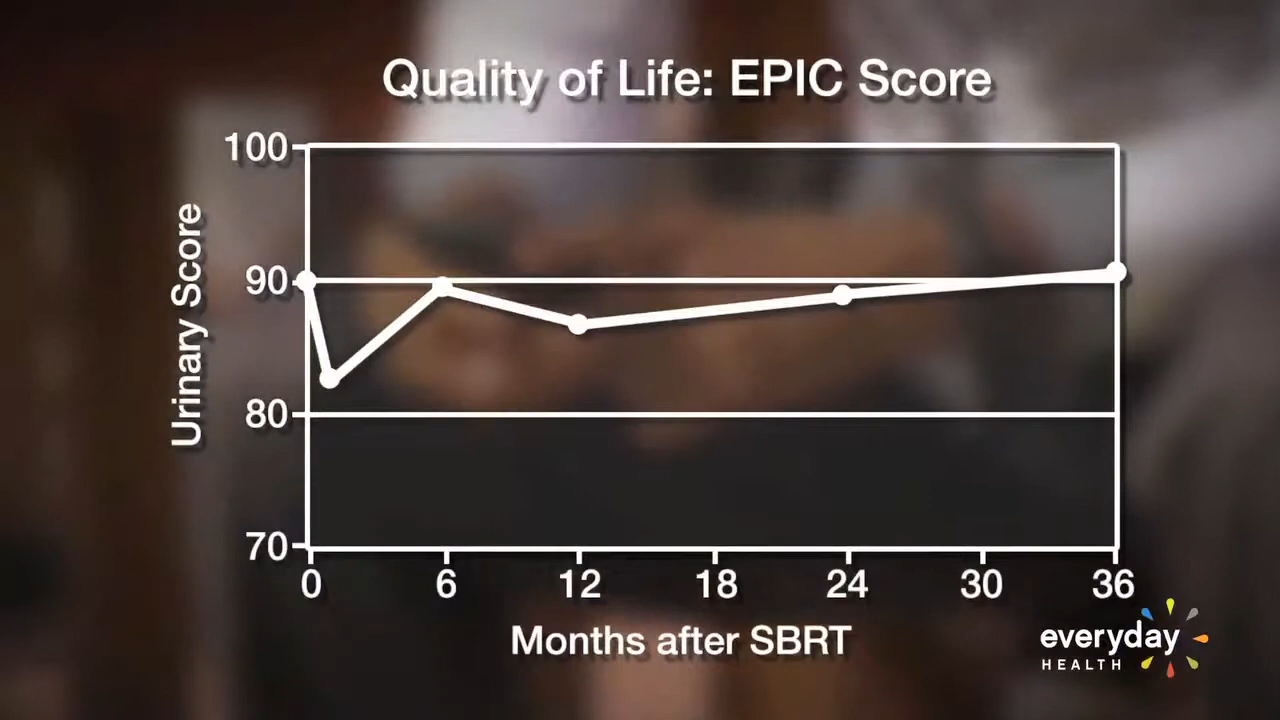 Quality of Life: EPIC Score
100
90
80
70
Urinary Score
0 6 12 18 24 30 36
Months after SBRT
everyday
HEALTH